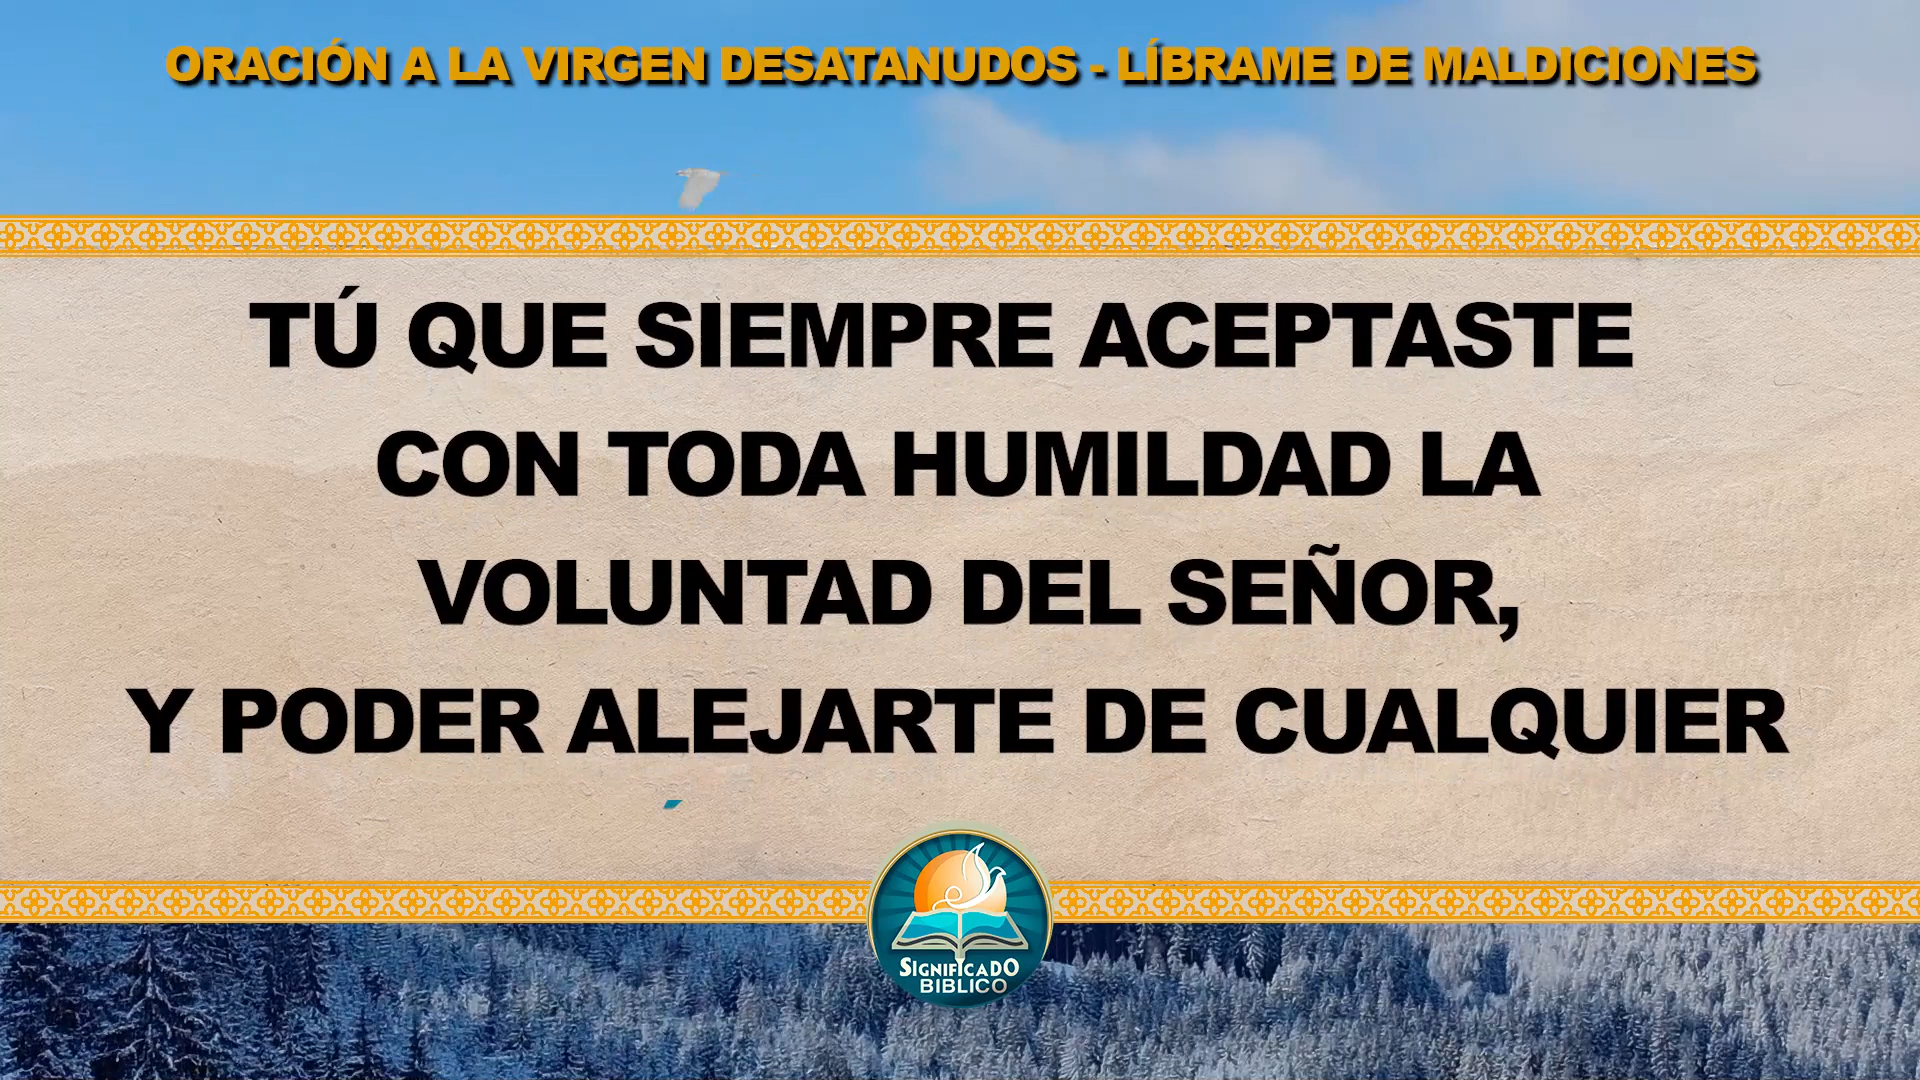 ORACIÓN A LA VIRGEN DESATANUDOS - LÍBRAME DE MALDICIONES
TÚ QUE SIEMPRE ACEPTASTE
CON TODA HUMILDAD LA
VOLUNTAD DEL SEÑOR,
Y PODER ALEJARTE DE CUALQUIER
SIGNIFICADO
BIBLICO